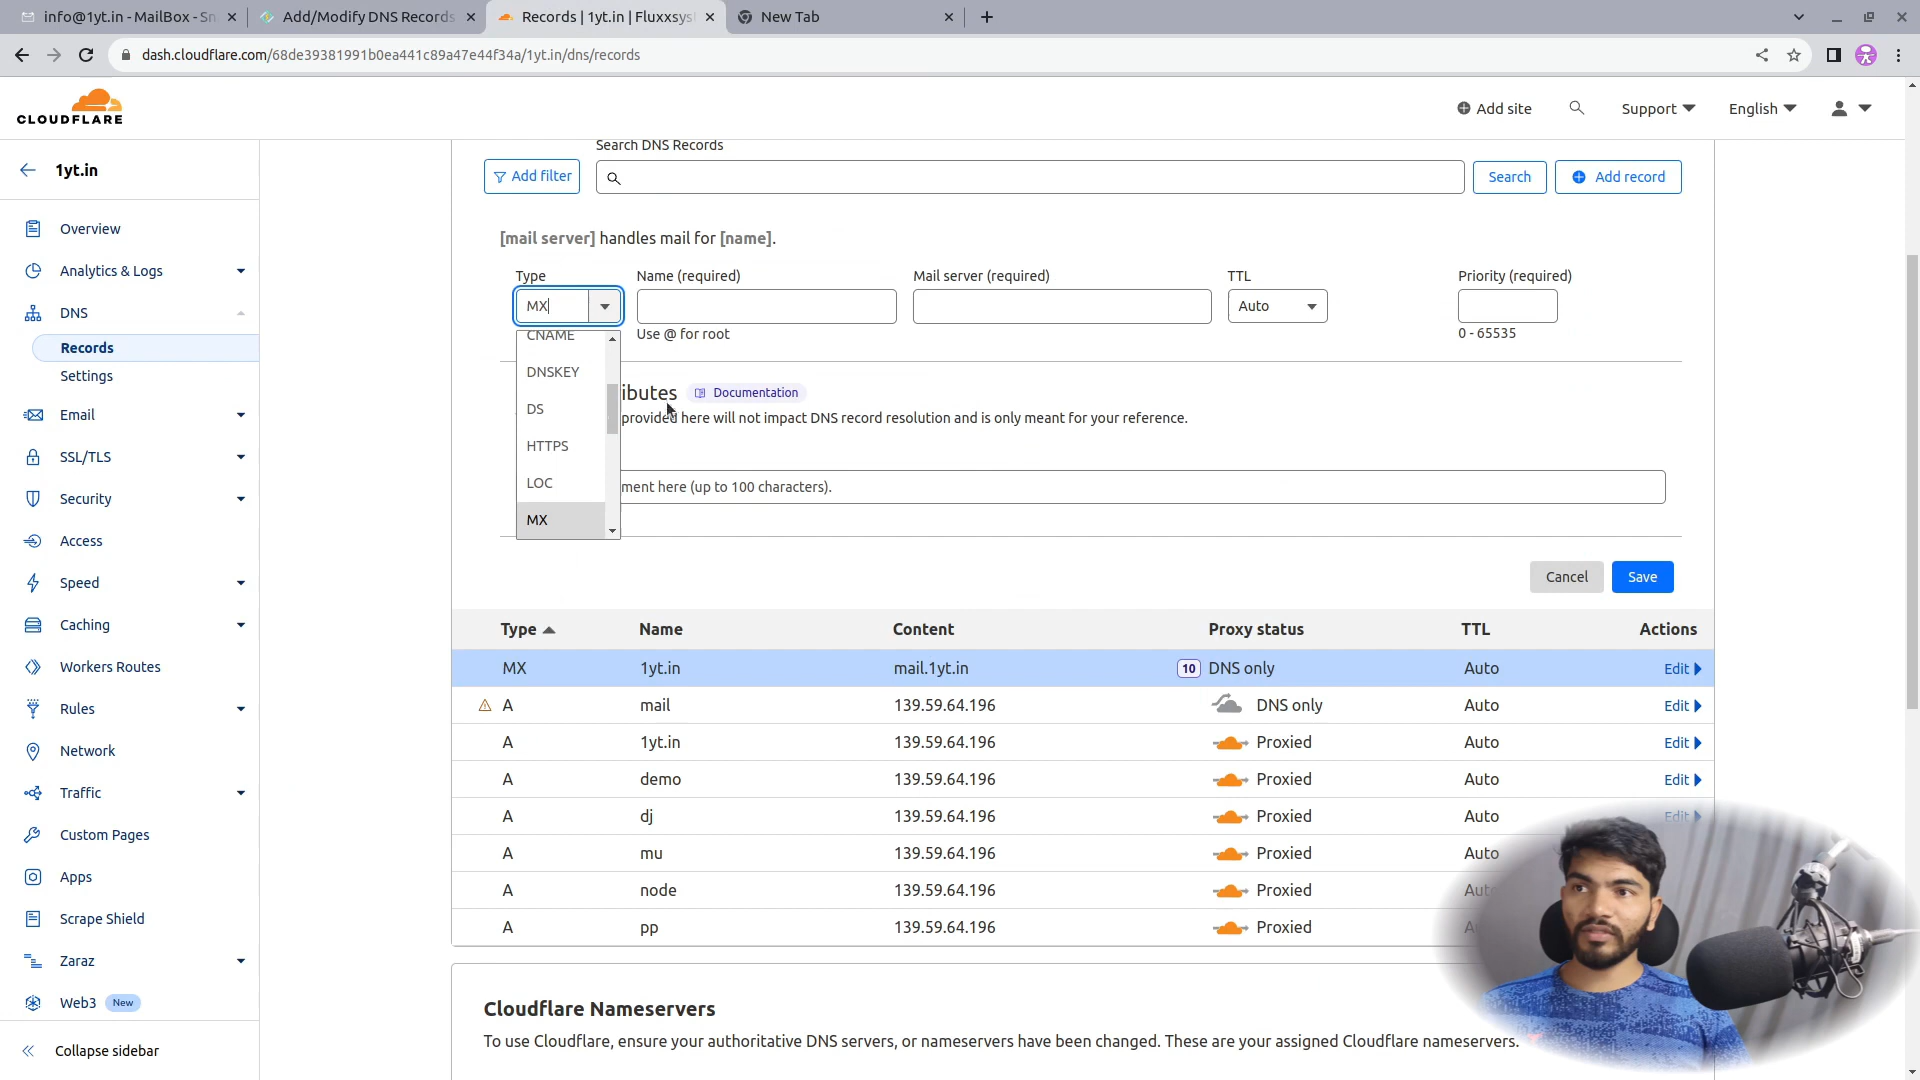 info@1yt.in - MailBox - Sn
Add/Modify DNS Records
Records | 1yt.in | Fluxxsys
New Tab
dash.cloudflare.com/68de39381991b0ea441c89a47e44f34a/1yt.in/dns/records
CLOUDFLARE
Add site
Support
English
1yt.in
Overview
Analytics & Logs
DNS
Records
Settings
Email
SSL/TLS
Security
Access
Speed
Caching
Workers Routes
Rules
Network
Traffic
Custom Pages
Apps
Scrape Shield
Zaraz
Web3 New
Collapse sidebar
Search DNS Records
Add filter
Search
Add record
[mail server] handles mail for [name].
Type Name (required) Mail server (required) TTL Priority (required)
MX Auto
Use @ for root 0 - 65535
CNAME
DNSKEY
DS
HTTPS
LOC
MX
ibutes Documentation
provided here will not impact DNS record resolution and is only meant for your reference.
ment here (up to 100 characters).
Cancel Save
Type Name Content Proxy status TTL Actions
MX 1yt.in mail.1yt.in 10 DNS only Auto Edit
A mail 139.59.64.196 DNS only Auto Edit
A 1yt.in 139.59.64.196 Proxied Auto Edit
A demo 139.59.64.196 Proxied Auto Edit
A dj 139.59.64.196 Proxied Auto Edit
A mu 139.59.64.196 Proxied Auto
A node 139.59.64.196 Proxied Auto
A pp 139.59.64.196 Proxied
Cloudflare Nameservers
To use Cloudflare, ensure your authoritative DNS servers, or nameservers have been changed. These are your assigned Cloudflare nameservers.